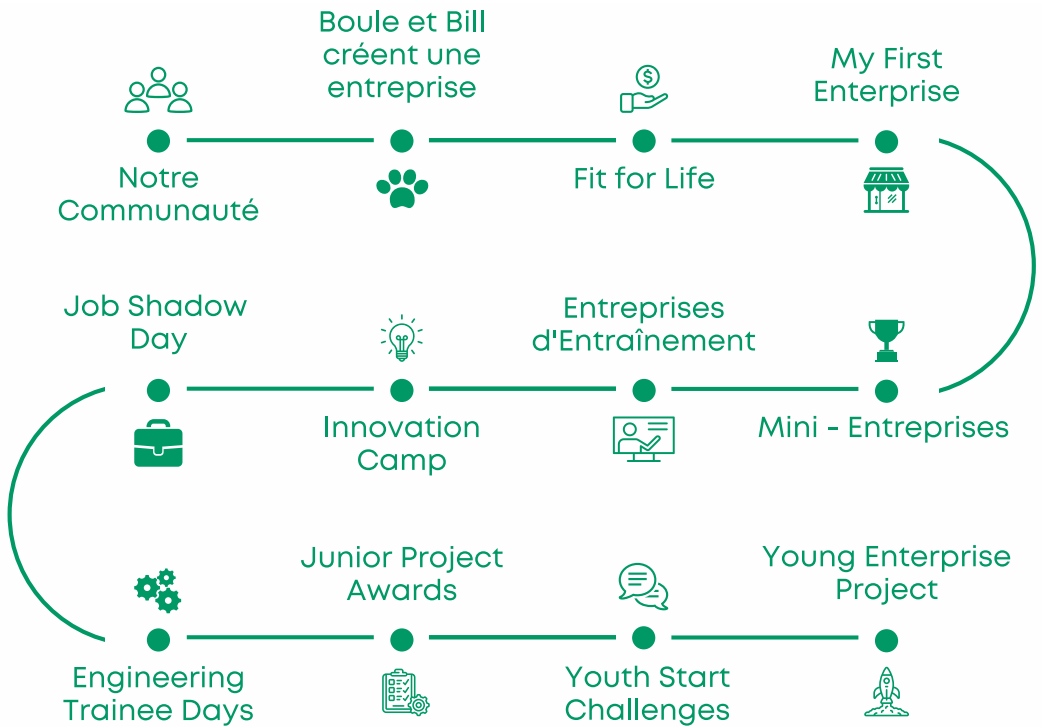 Notre
Communauté
Boule et Bill
créent une
entreprise
Fit for Life
My First
Enterprise
Mini - Entreprises
Entreprises
d'Entraînement
Innovation
Camp
Job Shadow
Day
Engineering
Trainee Days
Junior Project
Awards
Youth Start
Challenges
Young Enterprise
Project